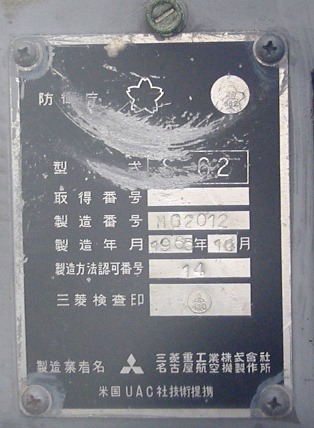 防衛庁
型 式 S-62
取得番号
製造番号 M62012
製造年月 1965年10月
製造方法認可番号 14
三菱検査印
製造業者名 三菱重工業株式会社
名古屋航空機製作所
米国UAC社技術提携